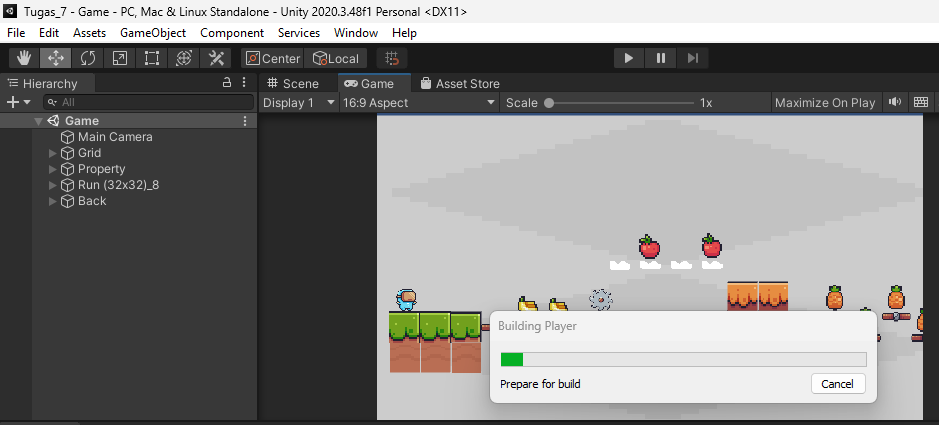 Tugas_7 - Game - PC, Mac & Linux Standalone - Unity 2020.3.48f1 Personal <DX11>
File Edit Assets GameObject Component Services Window Help
Center Local
Hierarchy
All
Game
Main Camera
Grid
Property
Run (32x32)_8
Back
Scene Game Asset Store
Display 1 16:9 Aspect Scale 1x Maximize On Play
Building Player
Prepare for build
Cancel